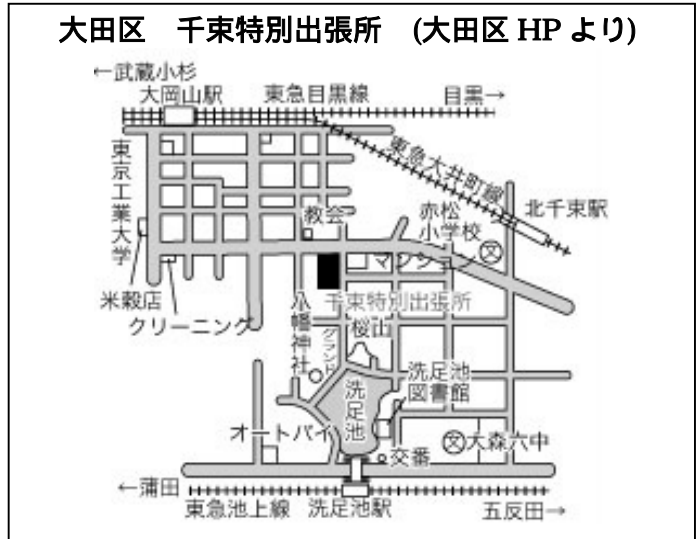 大田区 千束特別出張所 (大田区 HP より)
←武蔵小杉
大岡山駅
東急目黒線
目黒→
東急大井町線
東京工業大学
北千束駅
教会
赤松
小学校
文
マンション
米穀店
クリーニング
千束特別出張所
八幡神社
グランド
桜山
洗足池
洗足池
図書館
オートバイ
交番
文大森六中
←蒲田
東急池上線
洗足池駅
五反田→